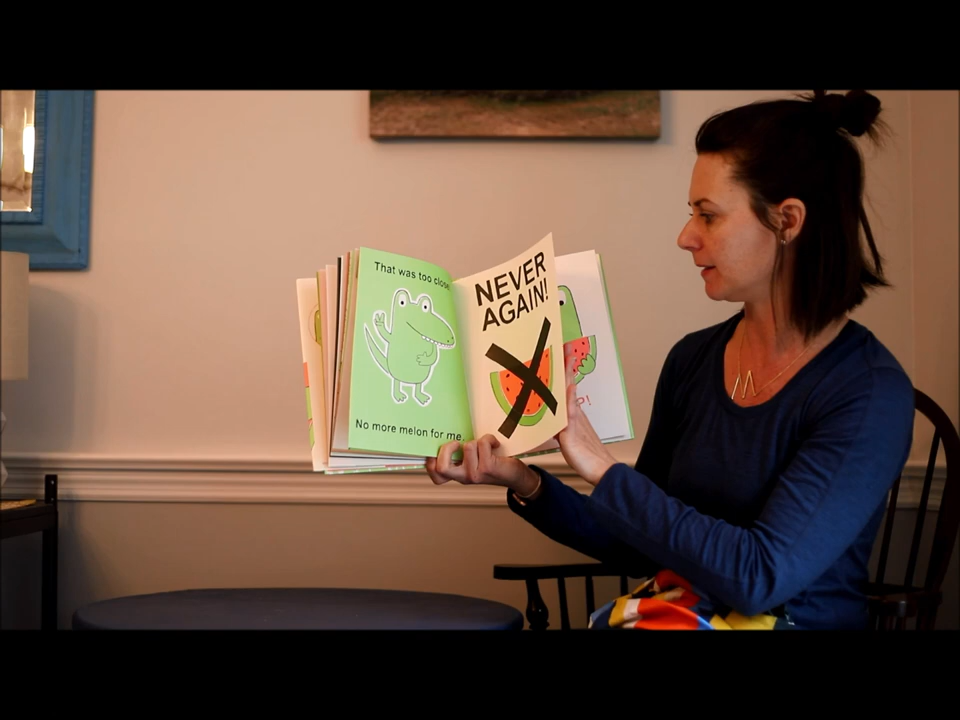 That was too close.
No more melon for me.
NEVER
AGAIN!
P!